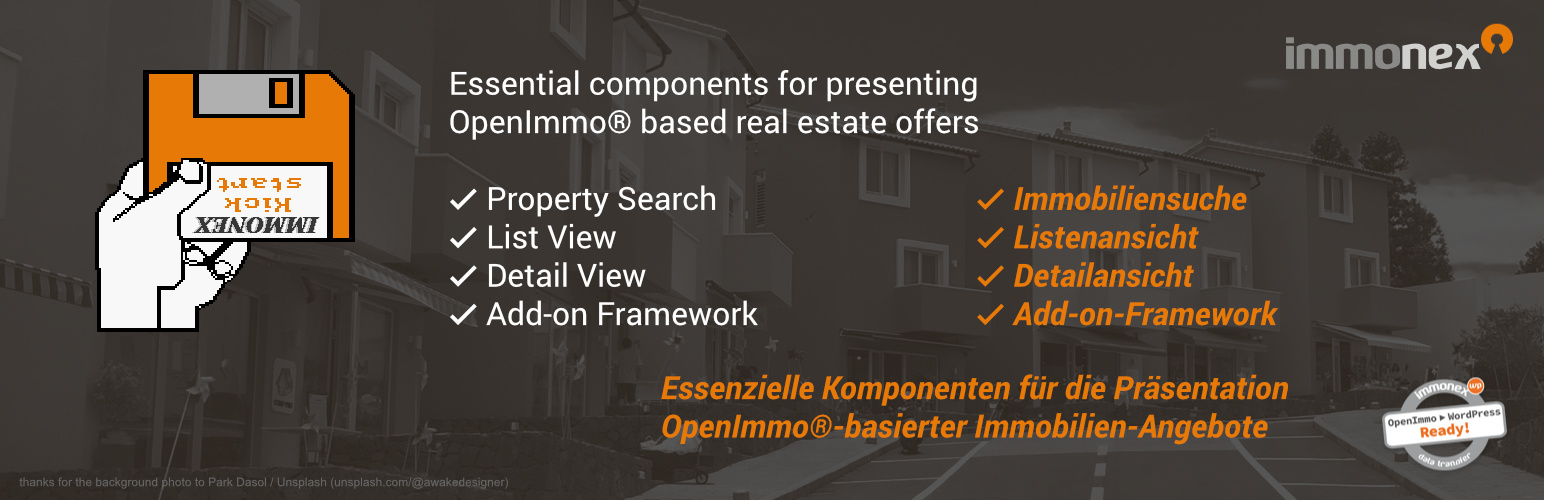 immonex
Essential components for presenting
OpenImmo® based real estate offers
Property Search
List View
Detail View
Add-on Framework
Immobiliensuche
Listenansicht
Detailansicht
Add-on-Framework
IMMONEX
Kick
start
Essenzielle Komponenten für die Präsentation
OpenImmo®-basierter Immobilien-Angebote
immonex wp
OpenImmo ▸ WordPress
Ready!
data transfer
thanks for the background photo to Park Dasol / Unsplash (unsplash.com/@awakedesigner)